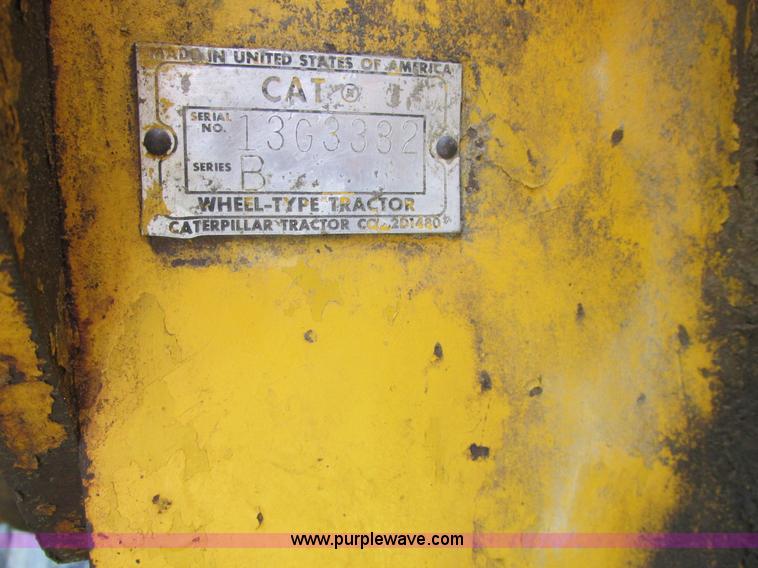 MADE IN UNITED STATES OF AMERICA
CAT ®
SERIAL NO. 13G3332
SERIES B
WHEEL-TYPE TRACTOR
CATERPILLAR TRACTOR CO. 2D1480
www.purplewave.com